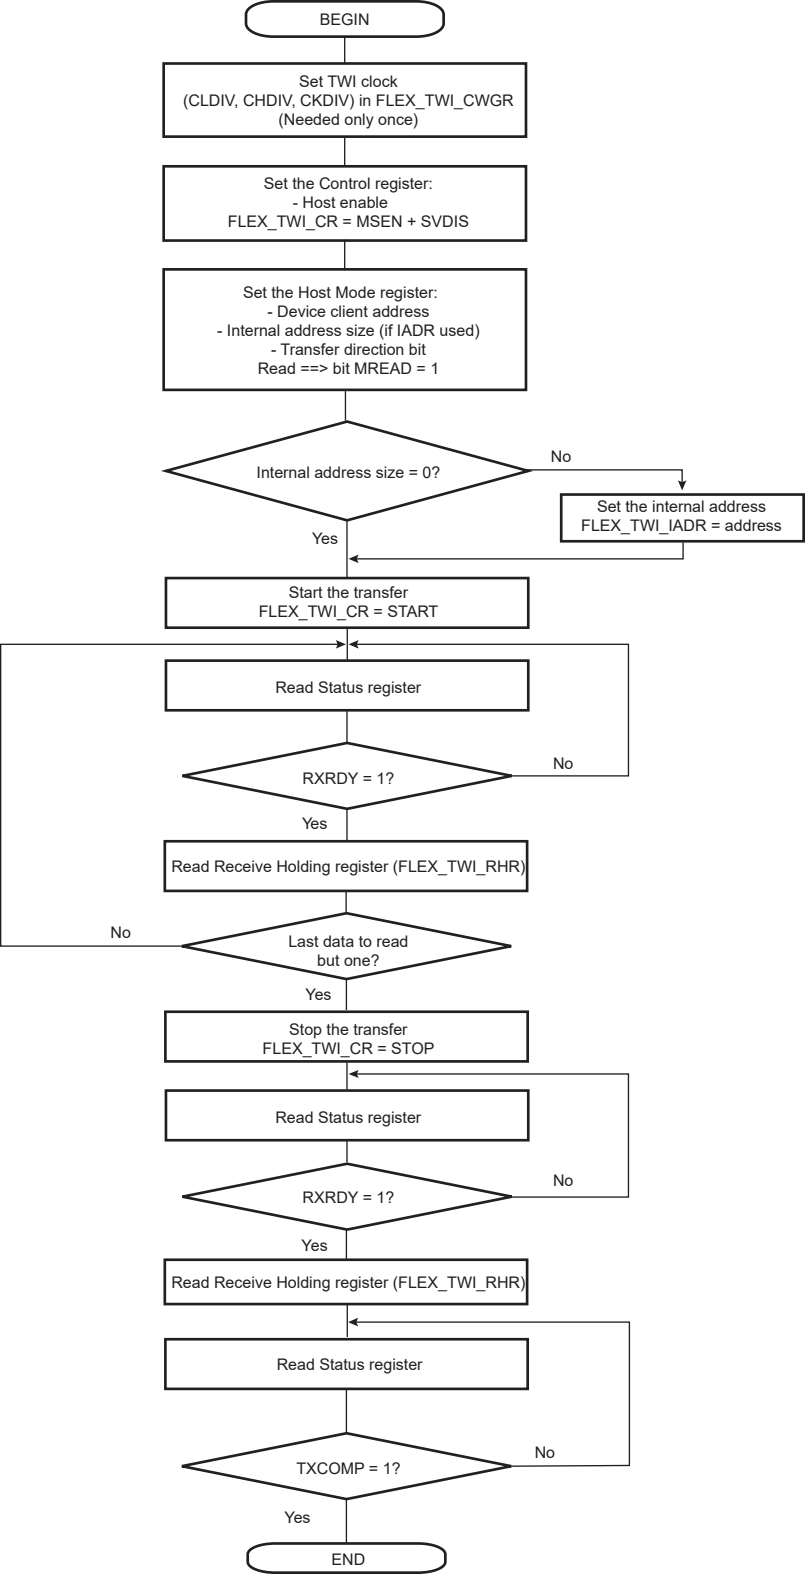 BEGIN
Set TWI clock
(CLDIV, CHDIV, CKDIV) in FLEX_TWI_CWGR
(Needed only once)
Set the Control register:
- Host enable
FLEX_TWI_CR = MSEN + SVDIS
Set the Host Mode register:
- Device client address
- Internal address size (if IADR used)
- Transfer direction bit
Read ==> bit MREAD = 1
Internal address size = 0?
No
Set the internal address
FLEX_TWI_IADR = address
Yes
Start the transfer
FLEX_TWI_CR = START
Read Status register
RXRDY = 1?
No
Yes
Read Receive Holding register (FLEX_TWI_RHR)
Last data to read
but one?
No
Yes
Stop the transfer
FLEX_TWI_CR = STOP
Read Status register
RXRDY = 1?
No
Yes
Read Receive Holding register (FLEX_TWI_RHR)
Read Status register
TXCOMP = 1?
No
Yes
END